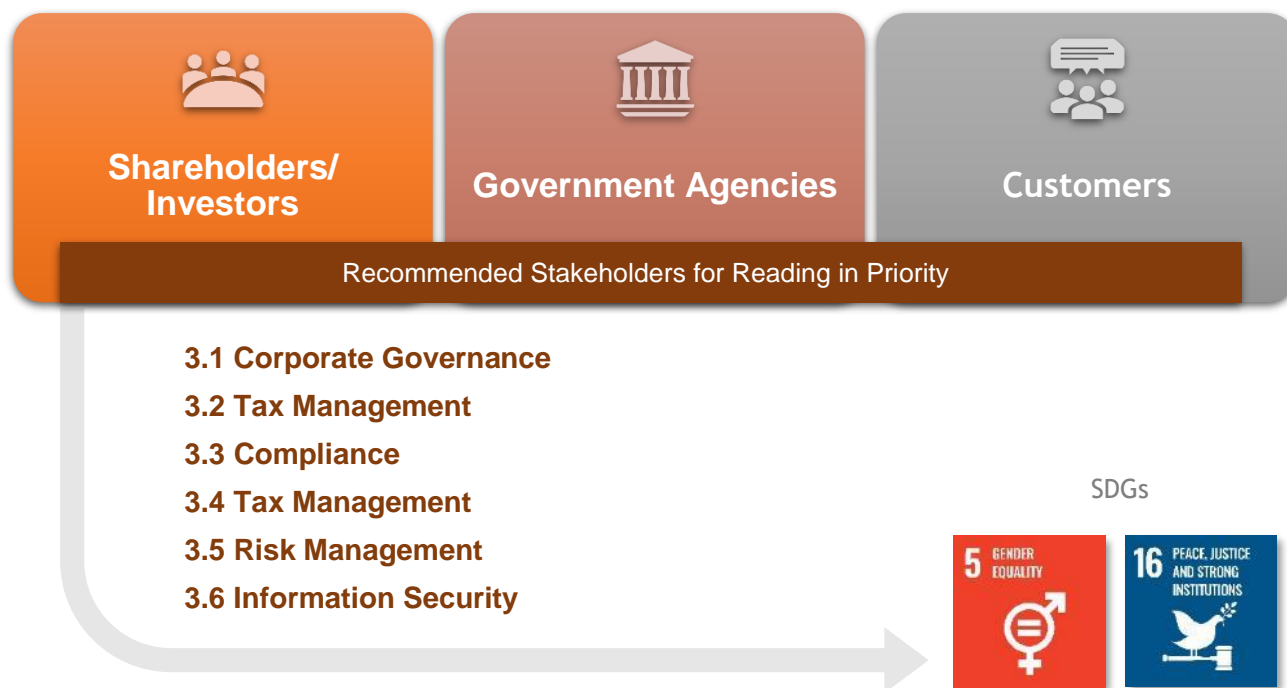 Shareholders/
Investors
Government Agencies
Customers
Recommended Stakeholders for Reading in Priority
3.1 Corporate Governance
3.2 Tax Management
3.3 Compliance
3.4 Tax Management
3.5 Risk Management
3.6 Information Security
SDGs
5 GENDER
EQUALITY
16 PEACE, JUSTICE
AND STRONG
INSTITUTIONS